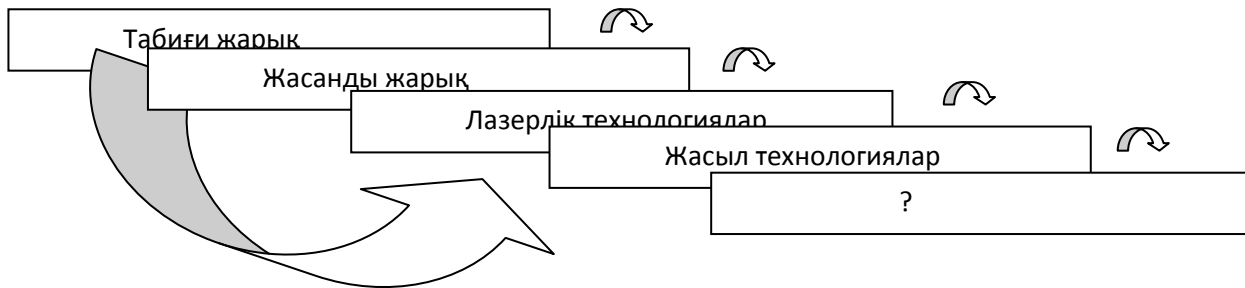 Табиғи жарық
Жасанды жарық
Лазерлік технологиялар
Жасыл технологиялар
?